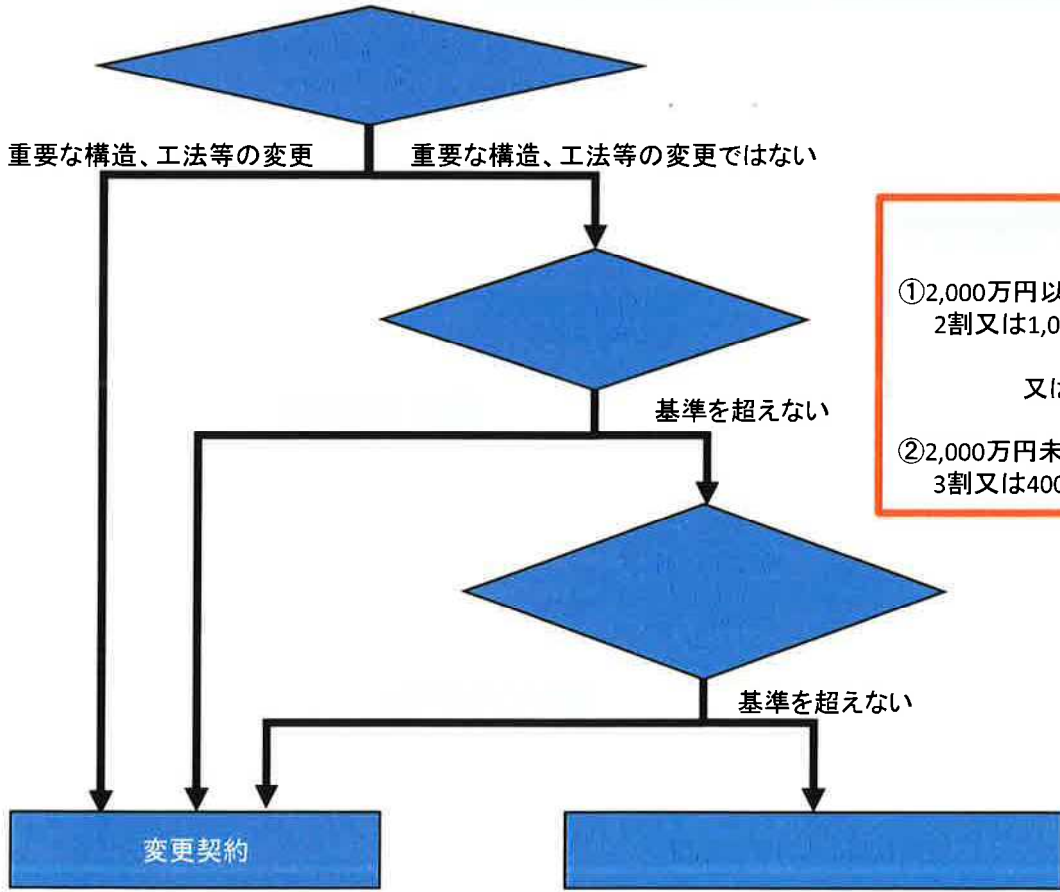 重要な構造、工法等の変更
重要な構造、工法等の変更ではない
①2,000万円以
2割又は1,0
又は
②2,000万円未
3割又は400
基準を超えない
基準を超えない
変更契約